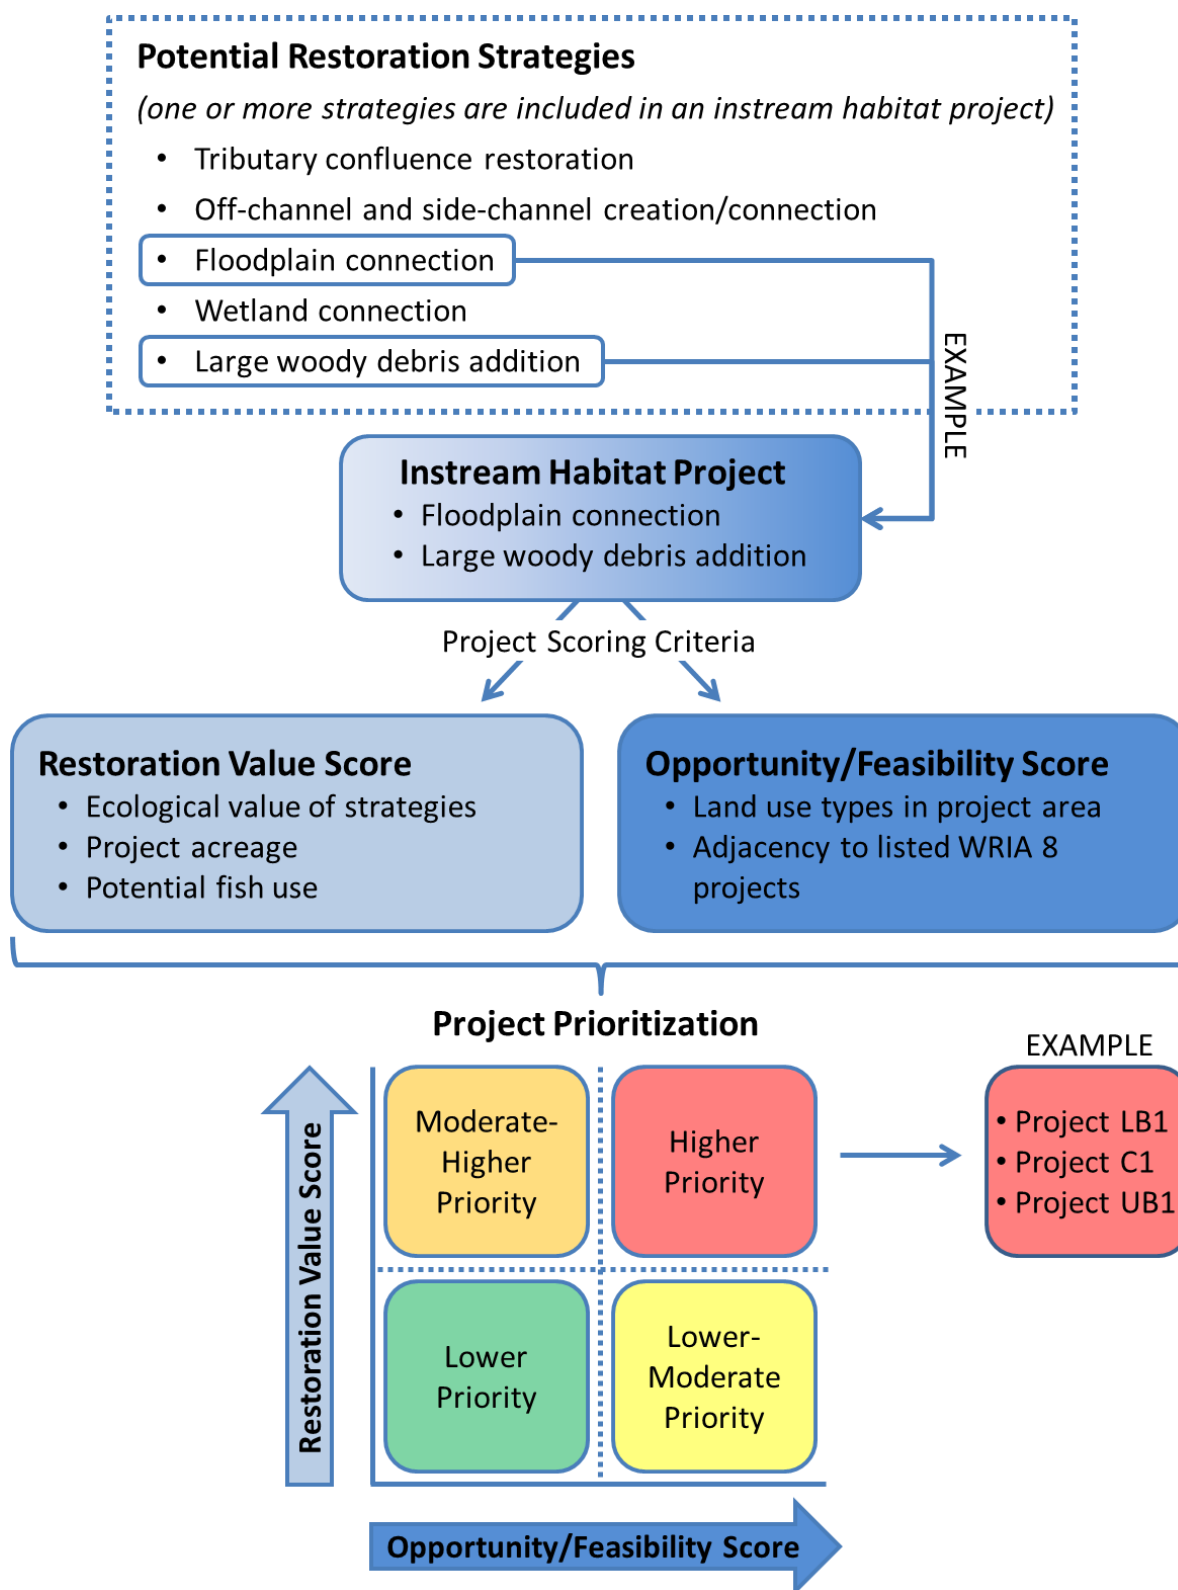 Potential Restoration Strategies
(one or more strategies are included in an instream habitat project)
• Tributary confluence restoration
• Off-channel and side-channel creation/connection
• Floodplain connection
• Wetland connection
• Large woody debris addition
EXAMPLE
Instream Habitat Project
• Floodplain connection
• Large woody debris addition
Project Scoring Criteria
Restoration Value Score
• Ecological value of strategies
• Project acreage
• Potential fish use
Opportunity/Feasibility Score
• Land use types in project area
• Adjacency to listed WRIA 8
projects
Project Prioritization
Restoration Value Score
Moderate-
Higher
Priority
Higher
Priority
EXAMPLE
• Project LB1
• Project C1
• Project UB1
Lower
Priority
Lower-
Moderate
Priority
Opportunity/Feasibility Score